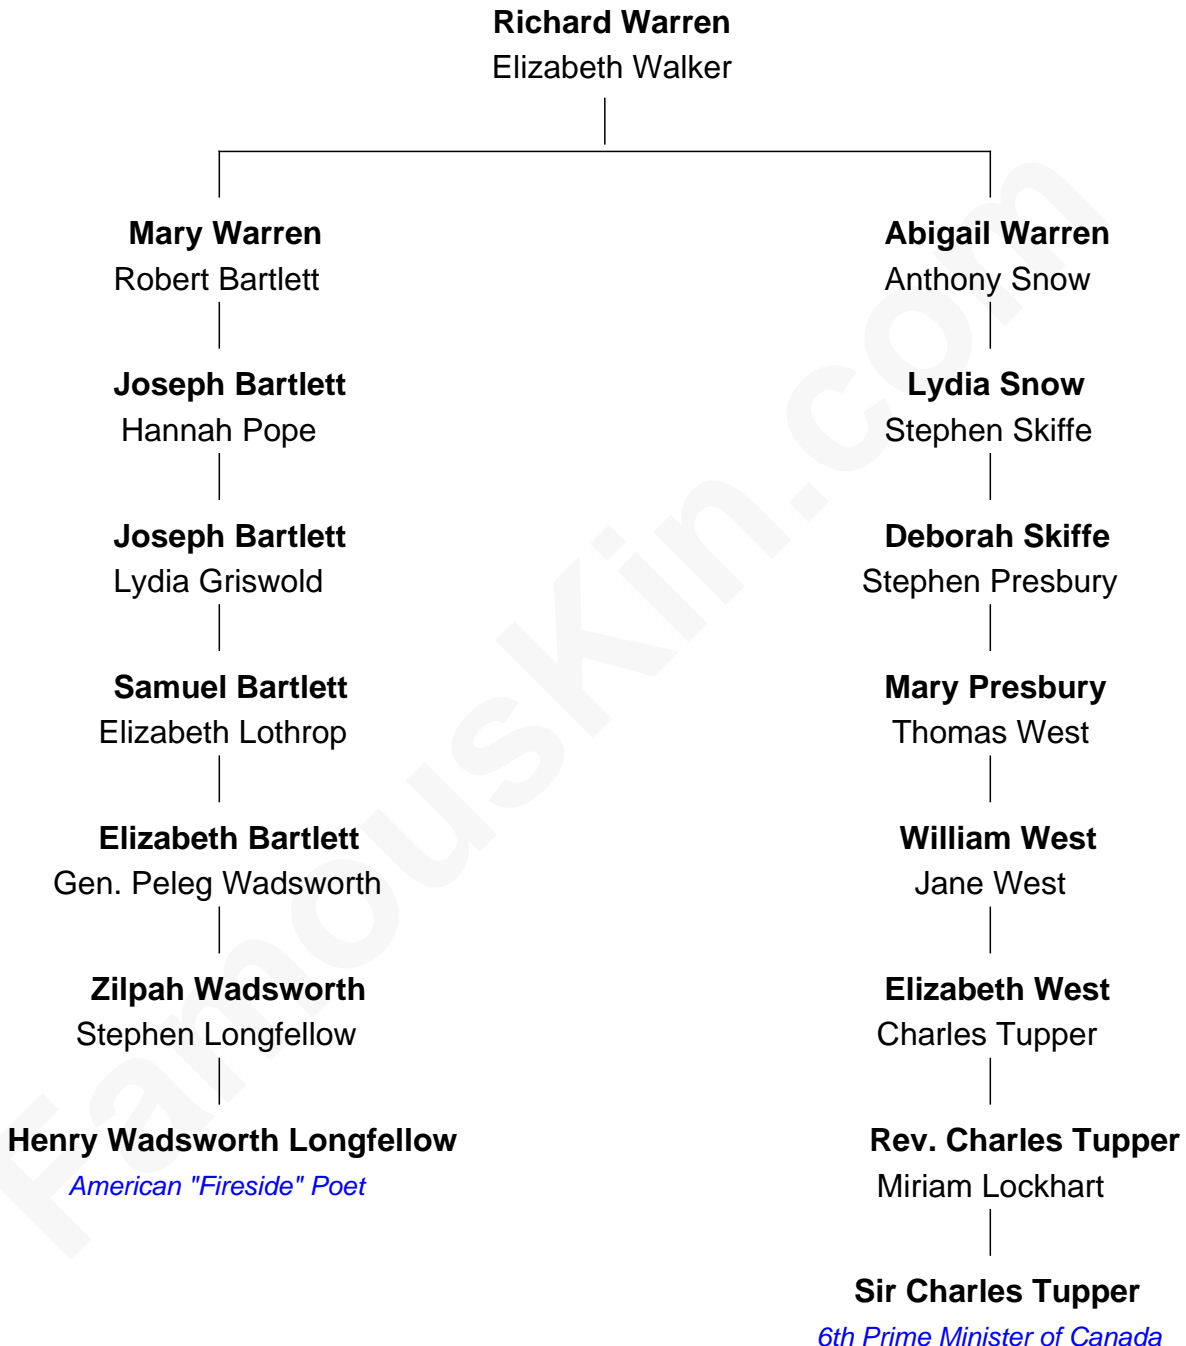 Richard Warren
Elizabeth Walker
Mary Warren
Robert Bartlett
Abigail Warren
Anthony Snow
Joseph Bartlett
Hannah Pope
Lydia Snow
Stephen Skiffe
Joseph Bartlett
Lydia Griswold
Deborah Skiffe
Stephen Presbury
Samuel Bartlett
Elizabeth Lothrop
Mary Presbury
Thomas West
Elizabeth Bartlett
Gen. Peleg Wadsworth
William West
Jane West
Zilpah Wadsworth
Stephen Longfellow
Elizabeth West
Charles Tupper
Henry Wadsworth Longfellow
American "Fireside" Poet
Rev. Charles Tupper
Miriam Lockhart
Sir Charles Tupper
6th Prime Minister of Canada
FamousKin.com